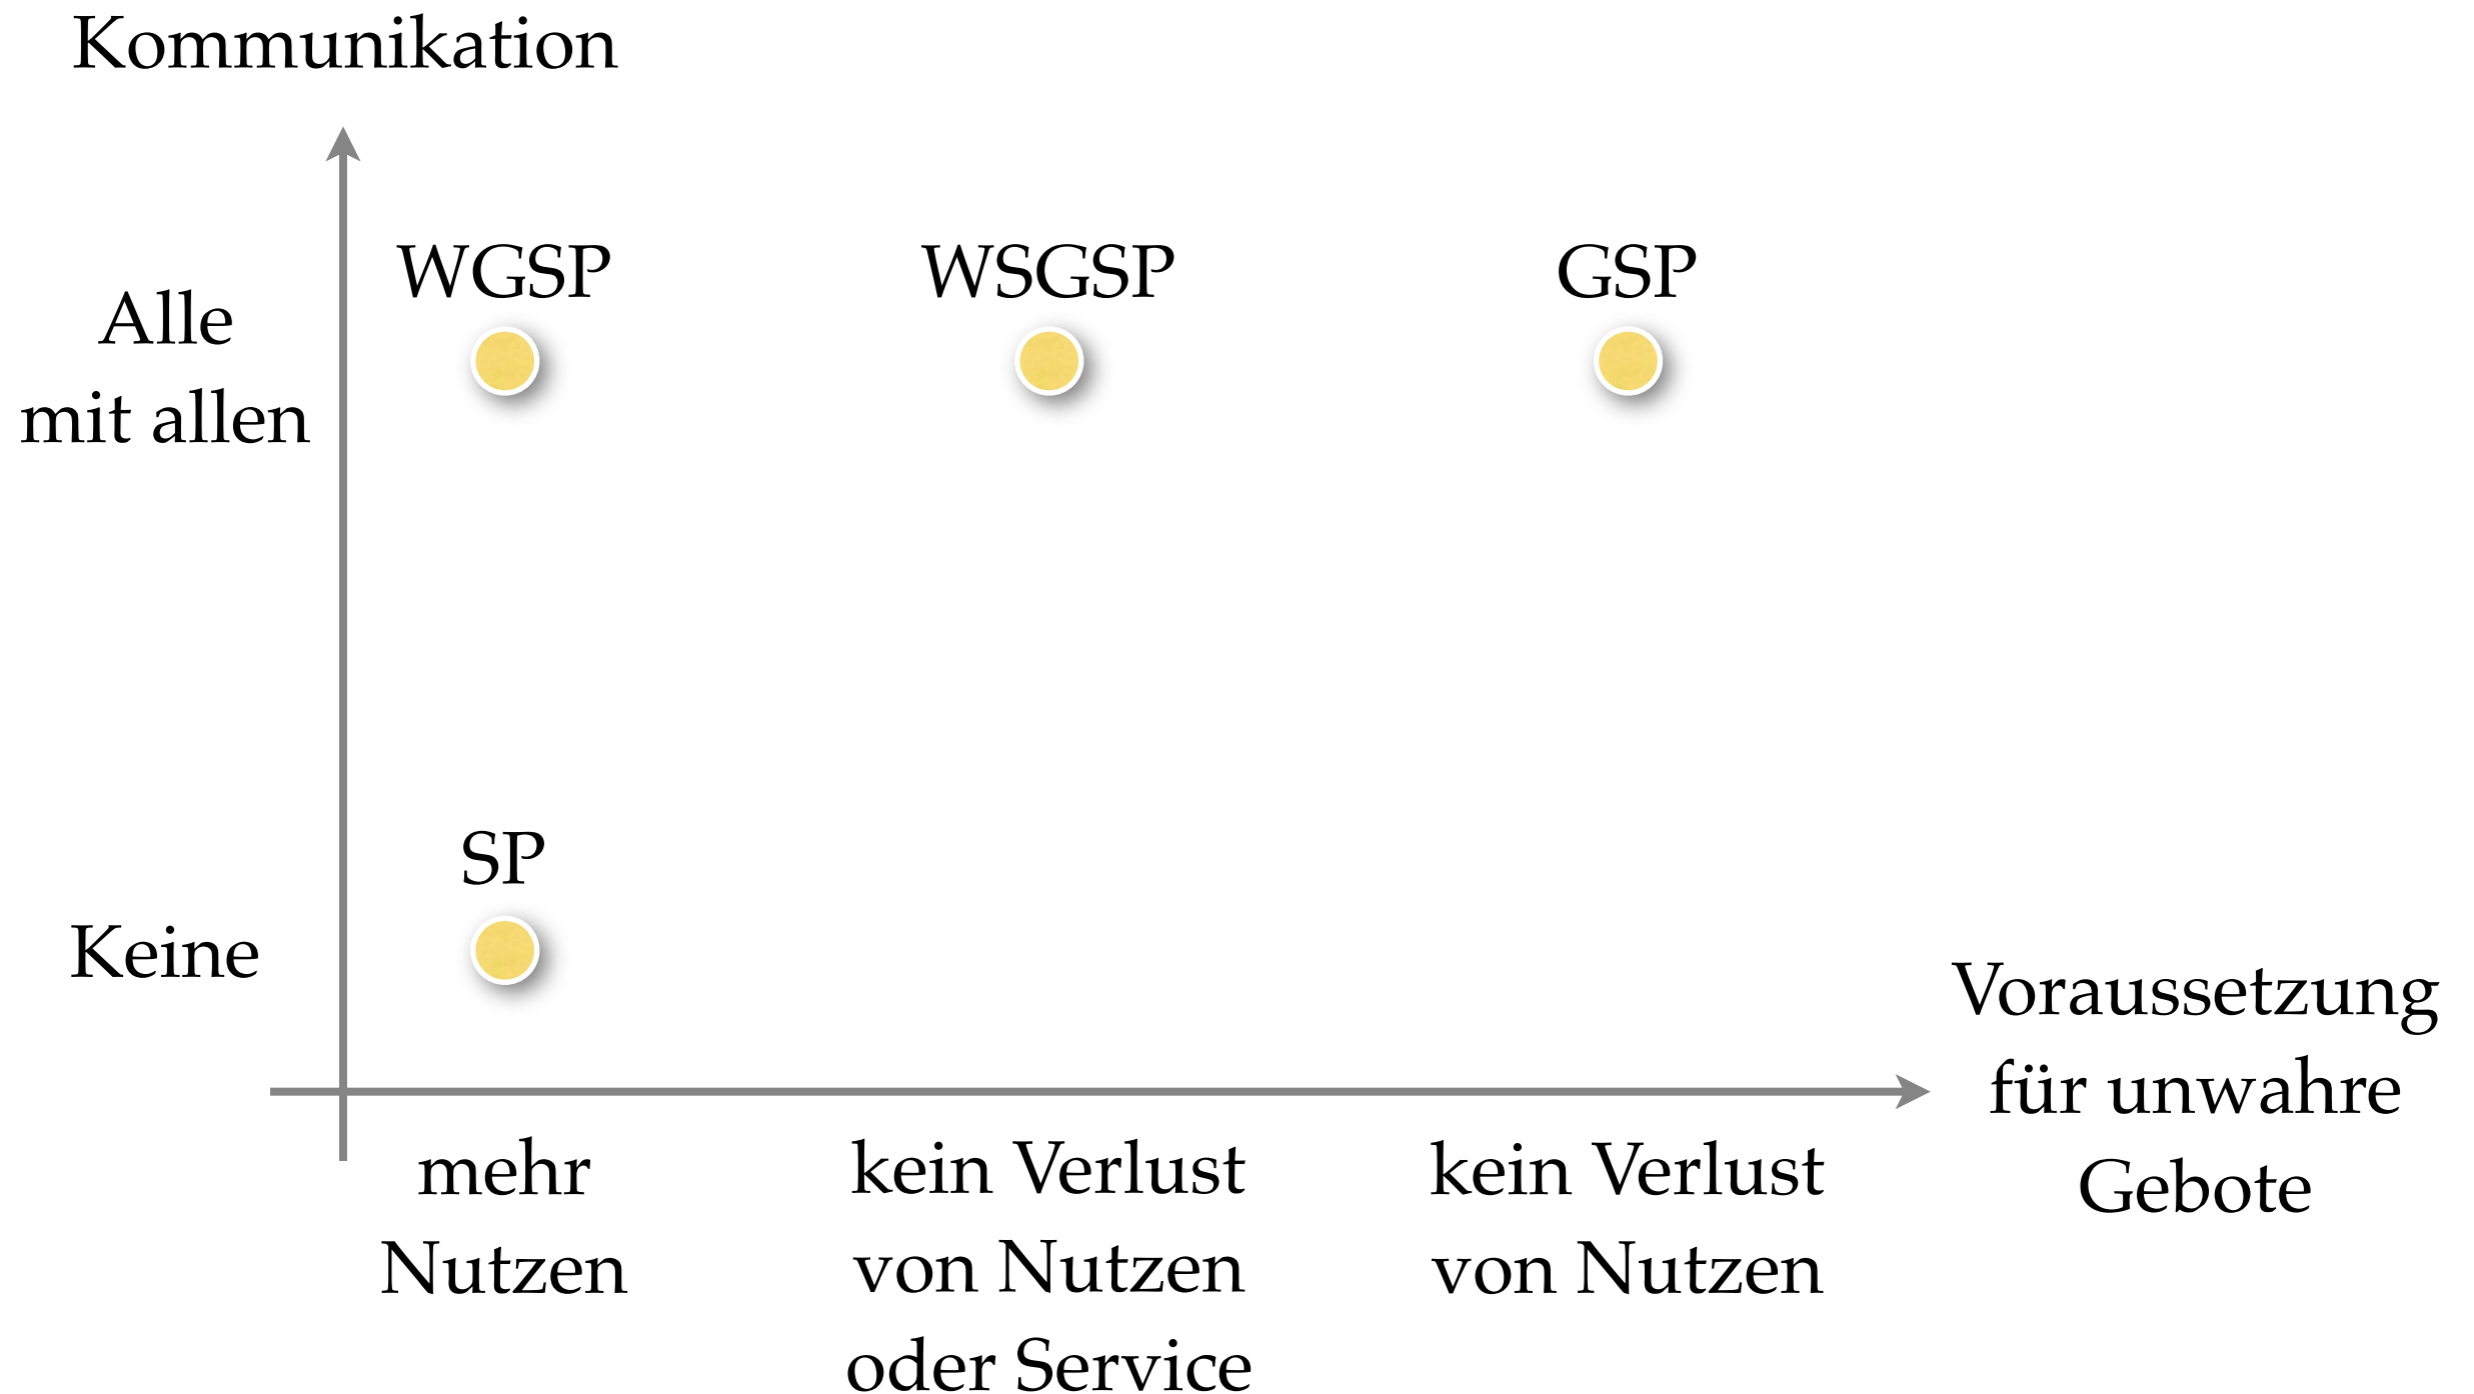 Kommunikation
WGSP
WSGSP
GSP
Alle
mit allen
SP
Keine
Voraussetzung
für unwahre
Gebote
mehr
Nutzen
kein Verlust
von Nutzen
oder Service
kein Verlust
von Nutzen